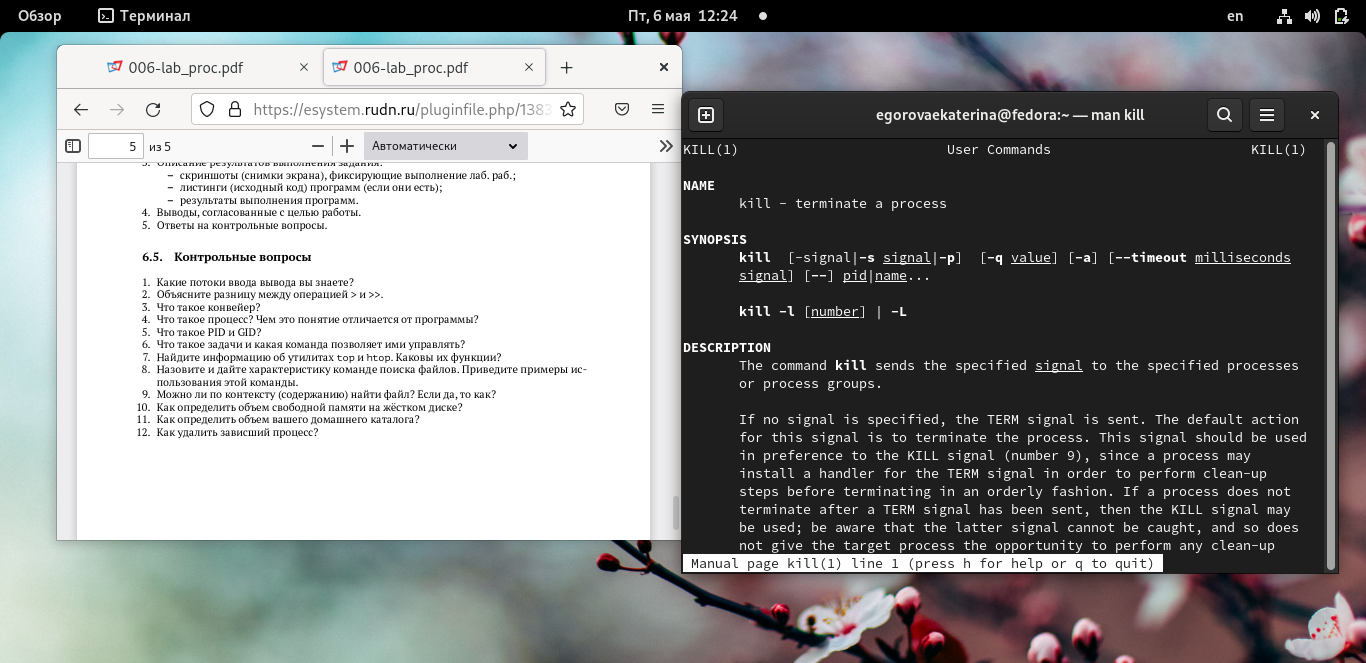 Обзор
Терминал
Пт, 6 мая 12:24
en
006-lab_proc.pdf
006-lab_proc.pdf
https://esystem.rudn.ru/pluginfile.php/1383
5 из 5
Автоматически
3. Описание результатов выполнения задания:
– скриншоты (снимки экрана), фиксирующие выполнение лаб. раб.;
– листинги (исходный код) программ (если они есть);
– результаты выполнения программ.
4. Выводы, согласованные с целью работы.
5. Ответы на контрольные вопросы.
6.5. Контрольные вопросы
1. Какие потоки ввода вывода вы знаете?
2. Объясните разницу между операцией > и >>.
3. Что такое конвейер?
4. Что такое процесс? Чем это понятие отличается от программы?
5. Что такое PID и GID?
6. Что такое задачи и какая команда позволяет ими управлять?
7. Найдите информацию об утилитах top и htop. Каковы их функции?
8. Назовите и дайте характеристику команде поиска файлов. Приведите примеры ис-
пользования этой команды.
9. Можно ли по контексту (содержанию) найти файл? Если да, то как?
10. Как определить объем свободной памяти на жёстком диске?
11. Как определить объем вашего домашнего каталога?
12. Как удалить зависший процесс?
egorovaekaterina@fedora:~ — man kill
KILL(1) User Commands KILL(1)
NAME
kill - terminate a process
SYNOPSIS
kill [-signal|-s signal|-p] [-q value] [-a] [--timeout milliseconds
signal] [--] pid|name...
kill -l [number] | -L
DESCRIPTION
The command kill sends the specified signal to the specified processes
or process groups.
If no signal is specified, the TERM signal is sent. The default action
for this signal is to terminate the process. This signal should be used
in preference to the KILL signal (number 9), since a process may
install a handler for the TERM signal in order to perform clean-up
steps before terminating in an orderly fashion. If a process does not
terminate after a TERM signal has been sent, then the KILL signal may
be used; be aware that the latter signal cannot be caught, and so does
not give the target process the opportunity to perform any clean-up
Manual page kill(1) line 1 (press h for help or q to quit)